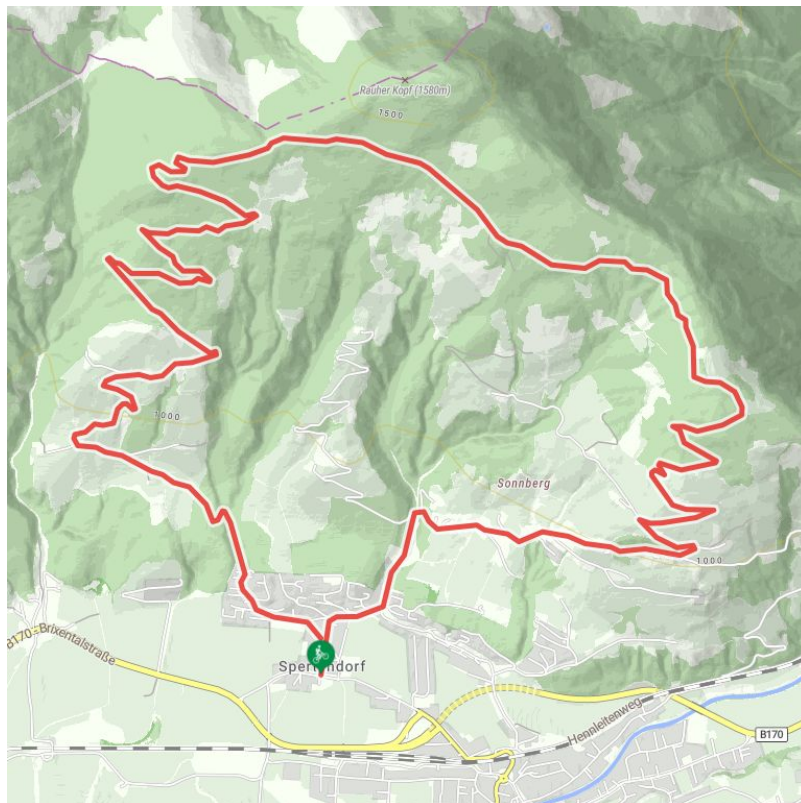 Rauher Kopf (1580m)
1500
1000
Sonnberg
1000
B170
Brixentalstraße
Hennleitenweg
B170